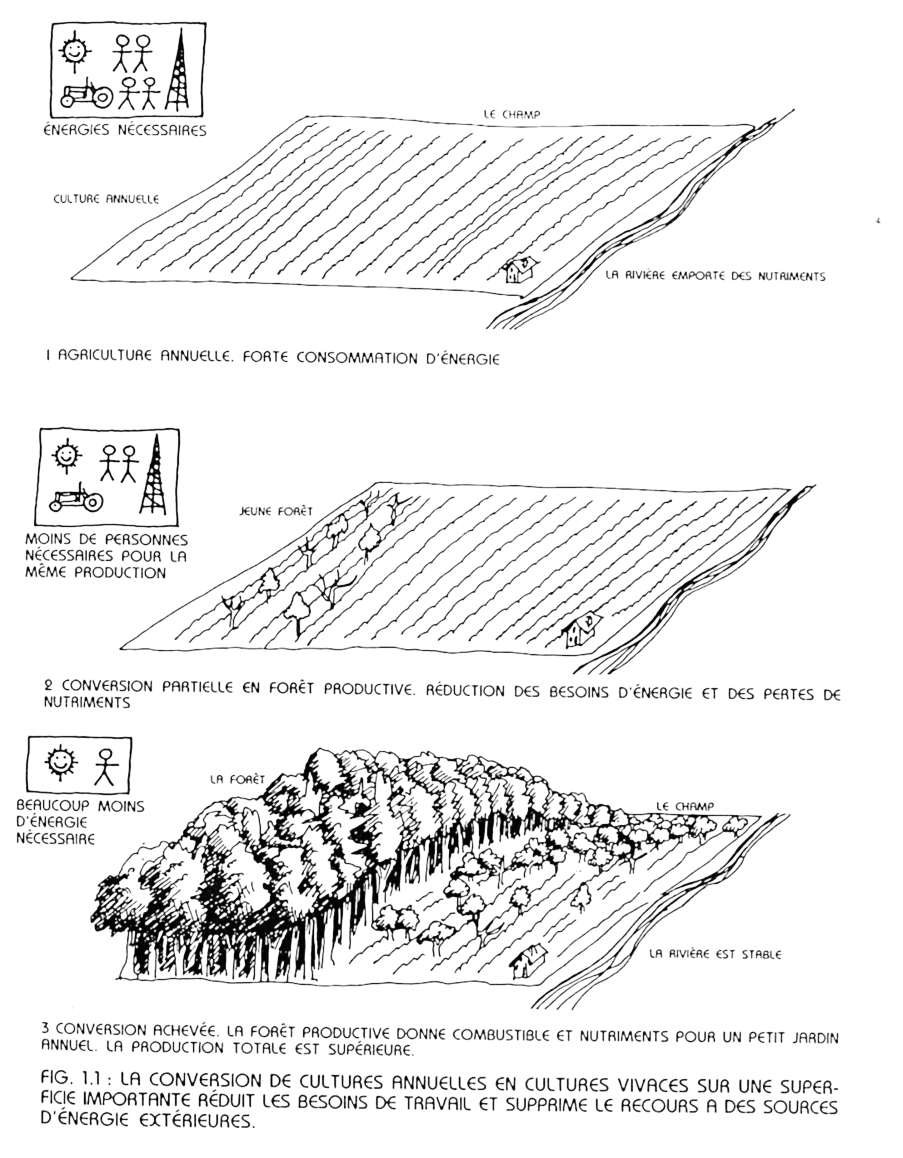 LE CHAMP
ÉNERGIES NÉCESSAIRES
CULTURE ANNUELLE
LA RIVIÈRE EMPORTE DES NUTRIMENTS
1 AGRICULTURE ANNUELLE. FORTE CONSOMMATION D'ÉNERGIE
JEUNE FORÊT
MOINS DE PERSONNES
NÉCESSAIRES POUR LA
MÊME PRODUCTION
2 CONVERSION PARTIELLE EN FORÊT PRODUCTIVE. RÉDUCTION DES BESOINS D'ÉNERGIE ET DES PERTES DE
NUTRIMENTS
LA FORÊT
LE CHAMP
BEAUCOUP MOINS
D'ÉNERGIE
NÉCESSAIRE
LA RIVIÈRE EST STABLE
3 CONVERSION ACHEVÉE. LA FORÊT PRODUCTIVE DONNE COMBUSTIBLE ET NUTRIMENTS POUR UN PETIT JARDIN
ANNUEL. LA PRODUCTION TOTALE EST SUPÉRIEURE.
FIG. 1.1 : LA CONVERSION DE CULTURES ANNUELLES EN CULTURES VIVACES SUR UNE SUPER-
FICIE IMPORTANTE RÉDUIT LES BESOINS DE TRAVAIL ET SUPPRIME LE RECOURS A DES SOURCES
D'ÉNERGIE EXTÉRIEURES.